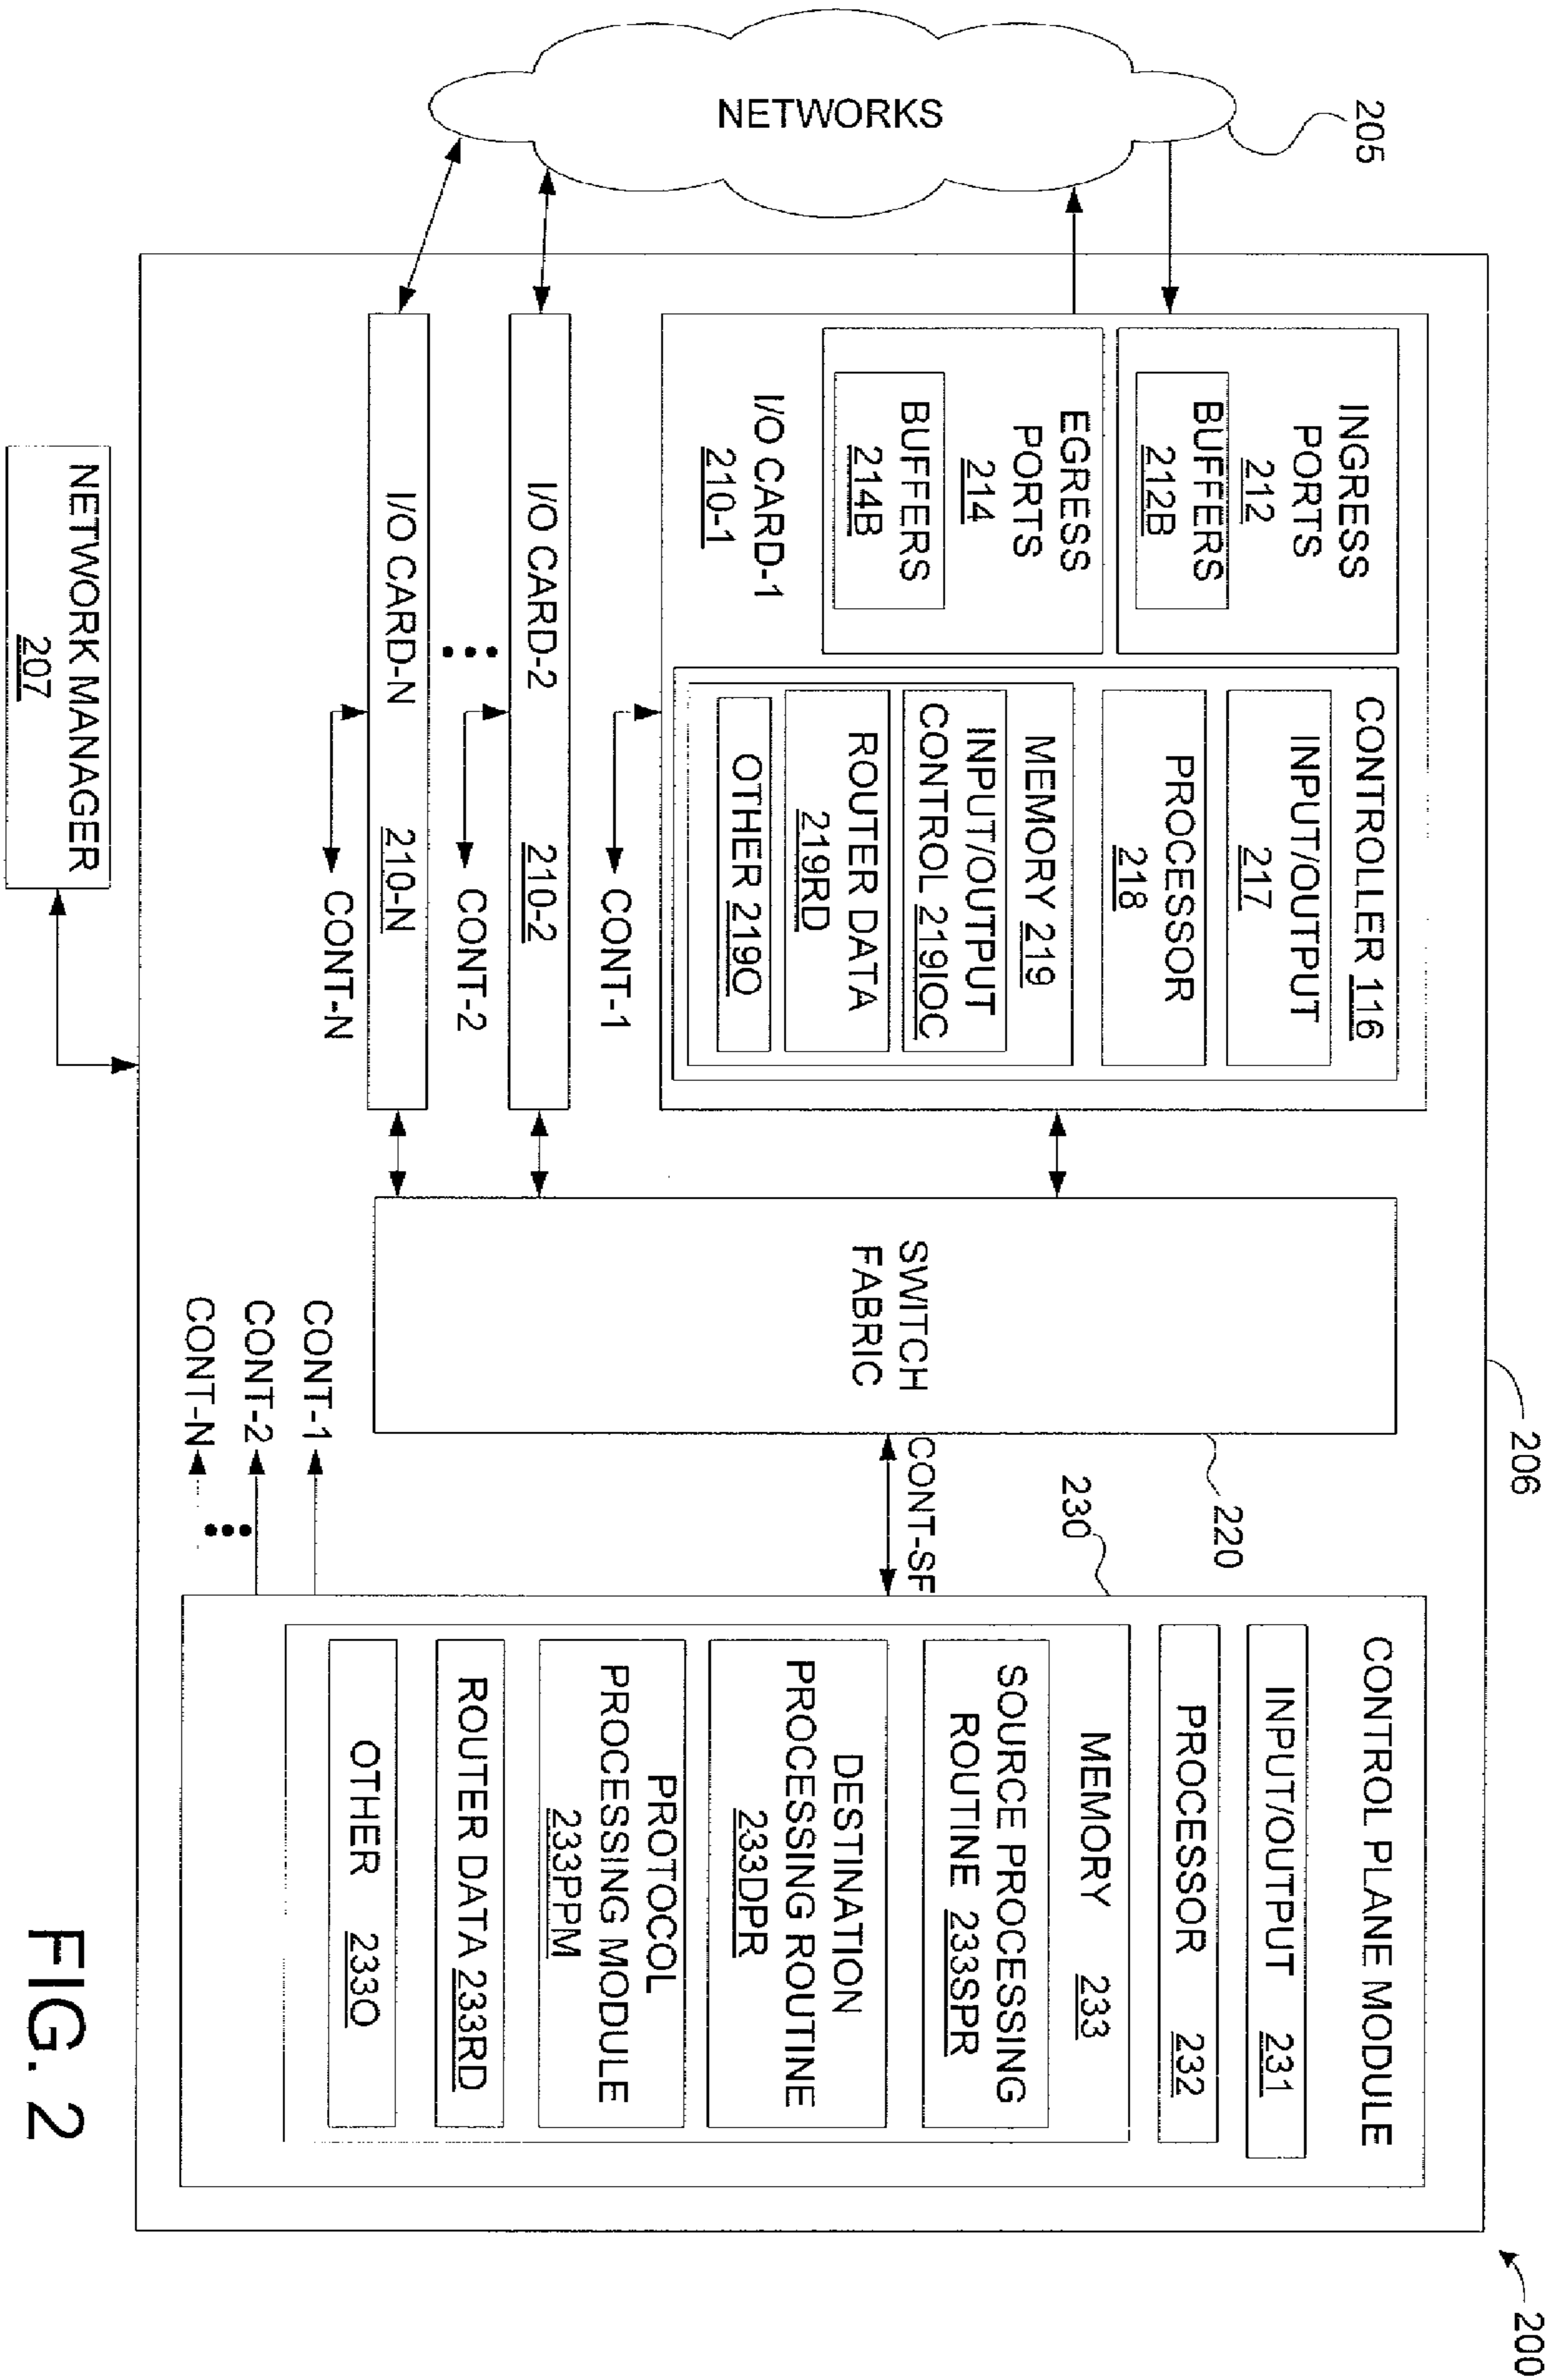 200
206
205
NETWORKS
INGRESS
PORTS
212
BUFFERS
212B
EGRESS
PORTS
214
BUFFERS
214B
I/O CARD-1
210-1
CONTROLLER 116
INPUT/OUTPUT
217
PROCESSOR
218
MEMORY 219
INPUT/OUTPUT
CONTROL 219IOC
ROUTER DATA
219RD
OTHER 219O
CONT-1
I/O CARD-2 210-2
CONT-2
I/O CARD-N 210-N
CONT-N
SWITCH
FABRIC
220
CONT-SF
230
CONTROL PLANE MODULE
INPUT/OUTPUT 231
PROCESSOR 232
MEMORY 233
SOURCE PROCESSING
ROUTINE 233SPR
DESTINATION
PROCESSING ROUTINE
233DPR
PROTOCOL
PROCESSING MODULE
233PPM
ROUTER DATA 233RD
OTHER 233O
CONT-1
CONT-2
CONT-N
NETWORK MANAGER
207
FIG. 2